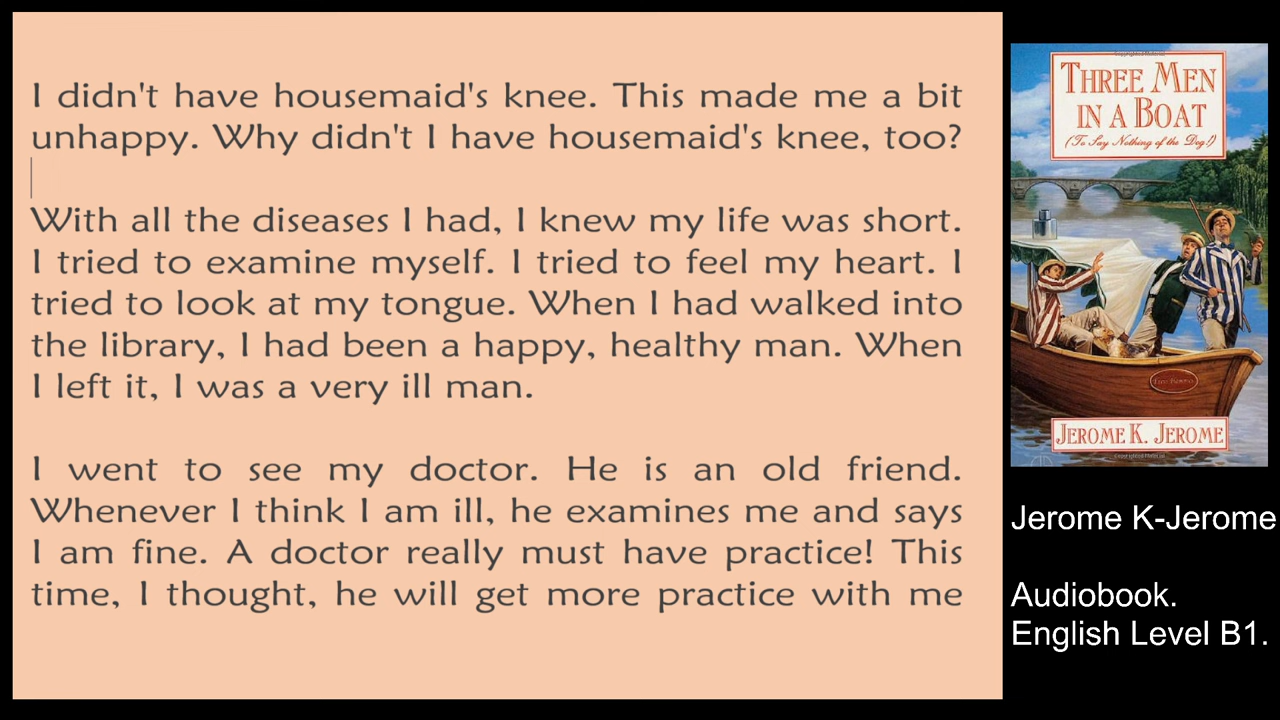 I didn't have housemaid's knee. This made me a bit
unhappy. Why didn't I have housemaid's knee, too?
With all the diseases I had, I knew my life was short.
I tried to examine myself. I tried to feel my heart. I
tried to look at my tongue. When I had walked into
the library, I had been a happy, healthy man. When
I left it, I was a very ill man.
I went to see my doctor. He is an old friend.
Whenever I think I am ill, he examines me and says
I am fine. A doctor really must have practice! This
time, I thought, he will get more practice with me
THREE MEN
IN A BOAT
(To Say Nothing of the Dog!)
JEROME K. JEROME
Copyrighted Material
Jerome K-Jerome
Audiobook.
English Level B1.